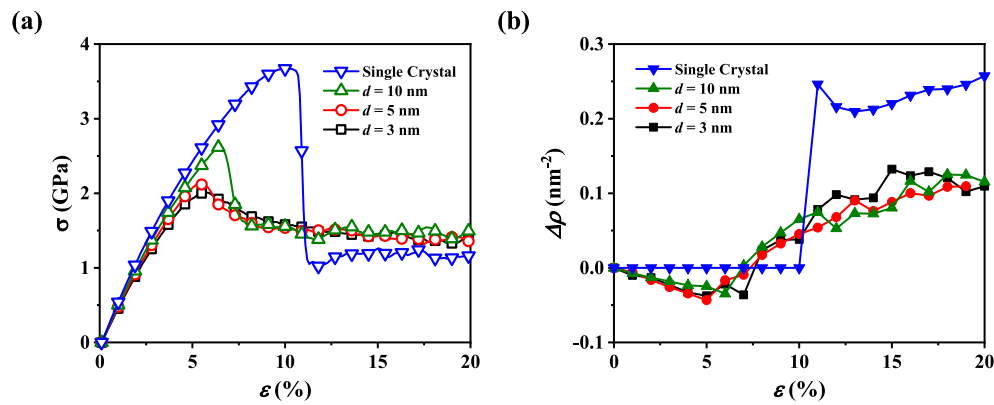 (a)
4
3
2
1
0
σ (GPa)
0
5
10
15
20
ε (%)
Single Crystal
d = 10 nm
d = 5 nm
d = 3 nm
(b)
0.3
0.2
0.1
0.0
-0.1
Δρ (nm⁻²)
0
5
10
15
20
ε (%)
Single Crystal
d = 10 nm
d = 5 nm
d = 3 nm